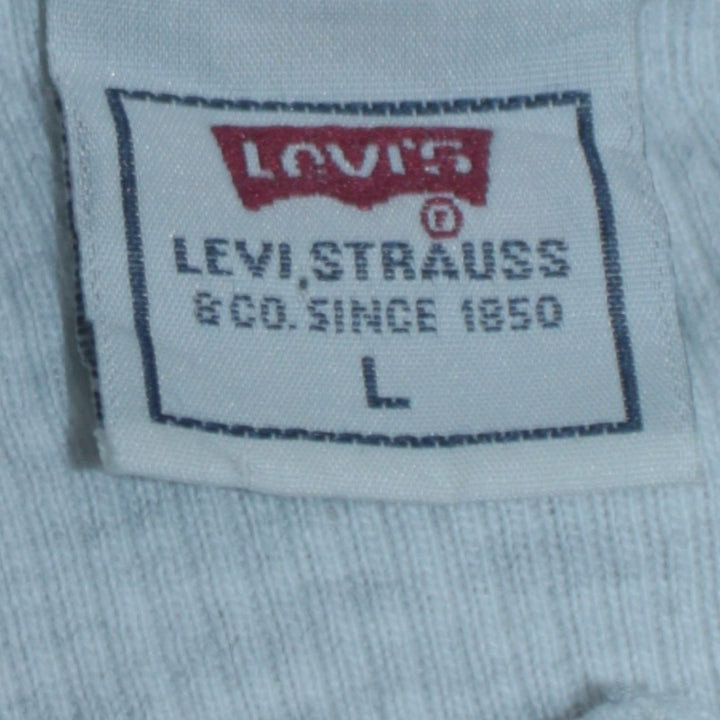 LEVI'S
®
LEVI STRAUSS
& CO. SINCE 1850
L